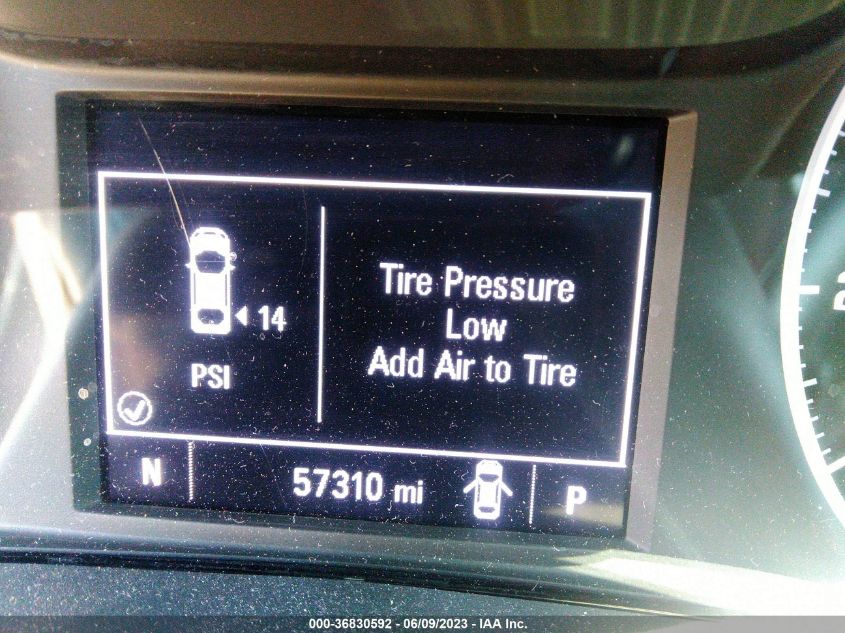 Tire Pressure
Low
Add Air to Tire
14
PSI
N
57310 mi
P
000-36830592 - 06/09/2023 - IAA Inc.